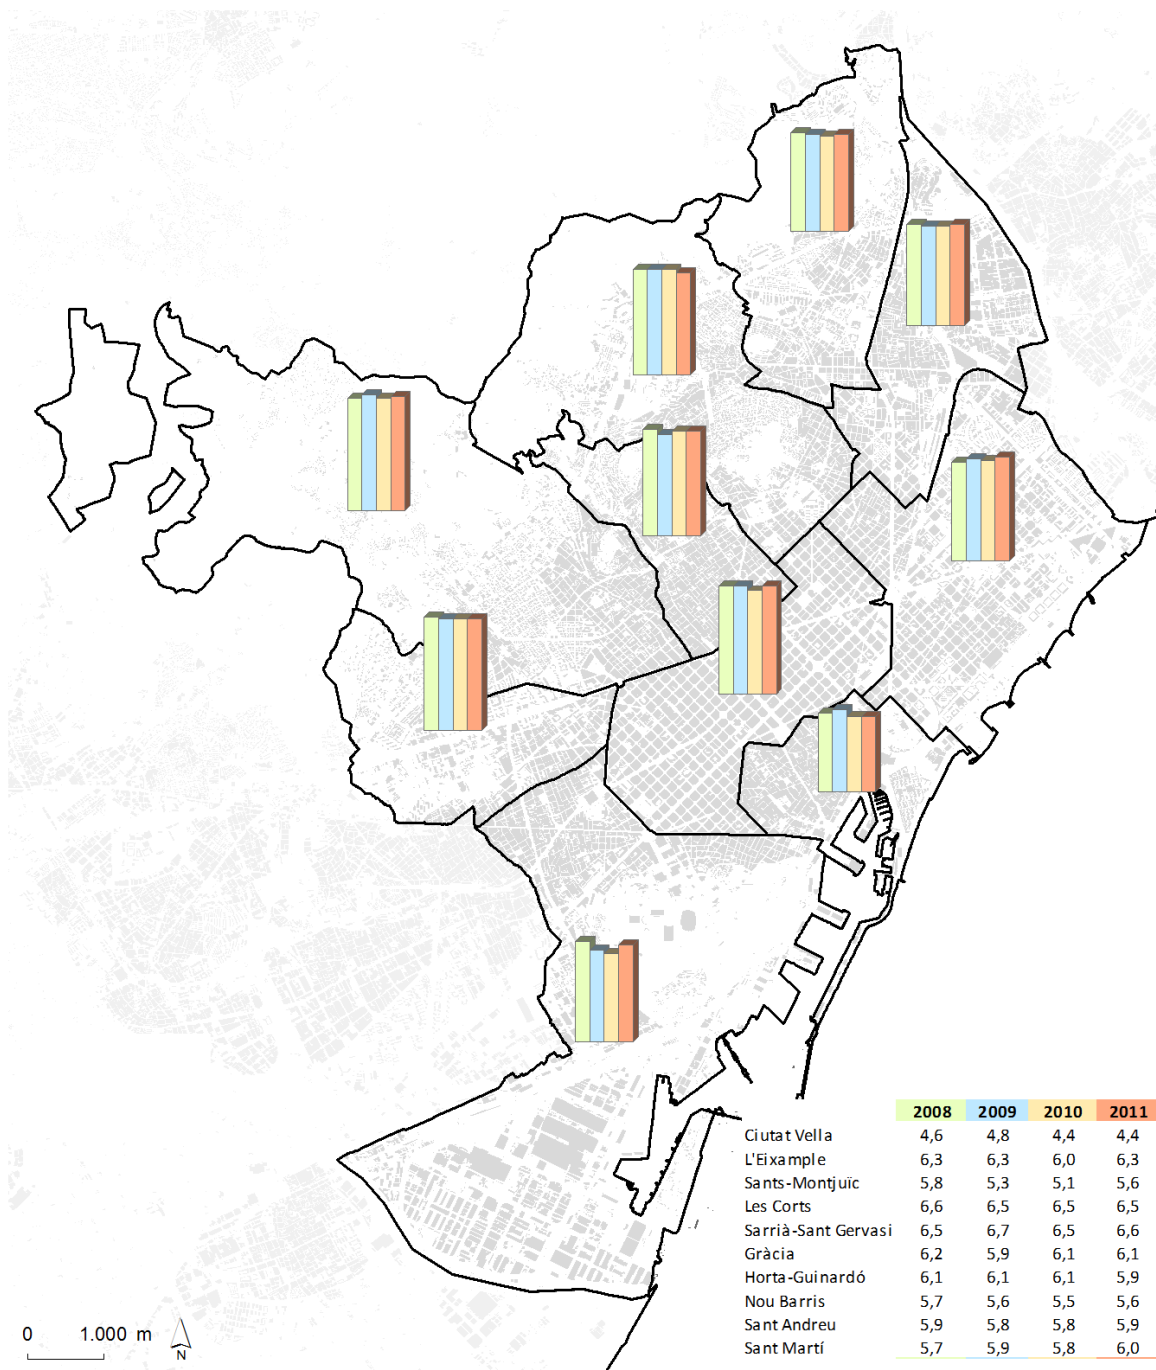 2008 2009 2010 2011
Ciutat Vella 4,6 4,8 4,4 4,4
L'Eixample 6,3 6,3 6,0 6,3
Sants-Montjuïc 5,8 5,3 5,1 5,6
Les Corts 6,6 6,5 6,5 6,5
Sarrià-Sant Gervasi 6,5 6,7 6,5 6,6
Gràcia 6,2 5,9 6,1 6,1
Horta-Guinardó 6,1 6,1 6,1 5,9
Nou Barris 5,7 5,6 5,5 5,6
Sant Andreu 5,9 5,8 5,8 5,9
Sant Martí 5,7 5,9 5,8 6,0
0 1.000 m
N